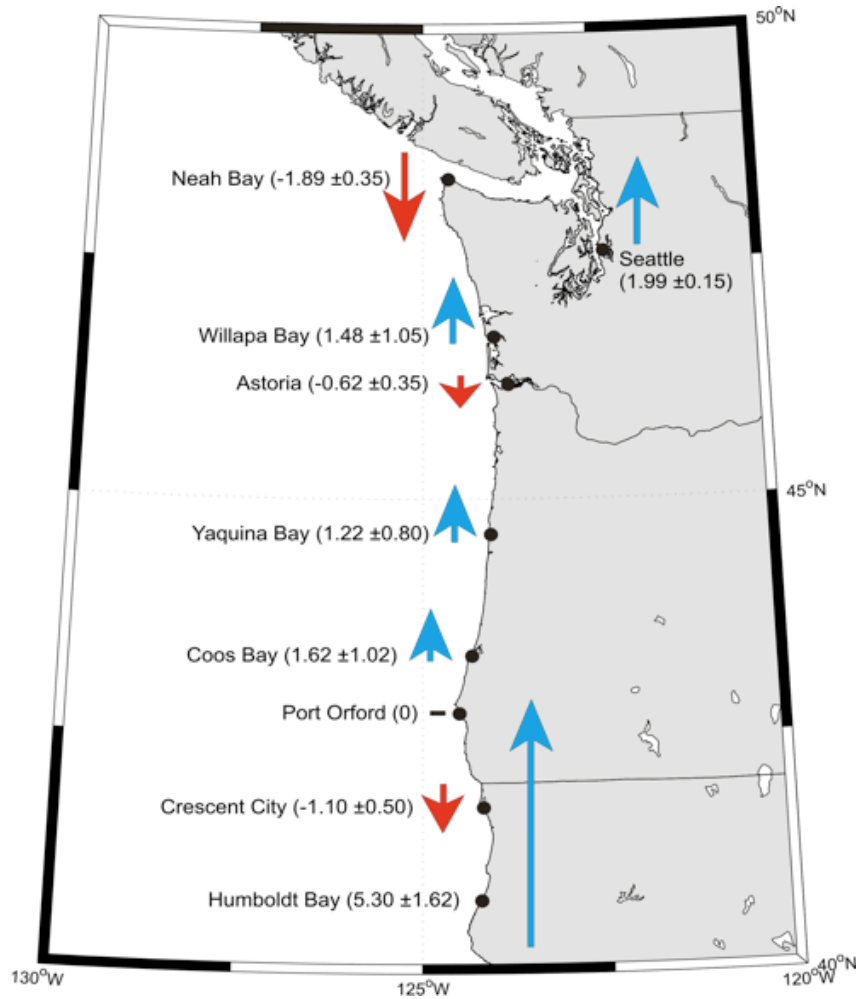 50°N
Neah Bay (-1.89 ±0.35)
Seattle
(1.99 ±0.15)
Willapa Bay (1.48 ±1.05)
Astoria (-0.62 ±0.35)
45°N
Yaquina Bay (1.22 ±0.80)
Coos Bay (1.62 ±1.02)
Port Orford (0)
Crescent City (-1.10 ±0.50)
Humboldt Bay (5.30 ±1.62)
130°W
125°W
120°W
40°N